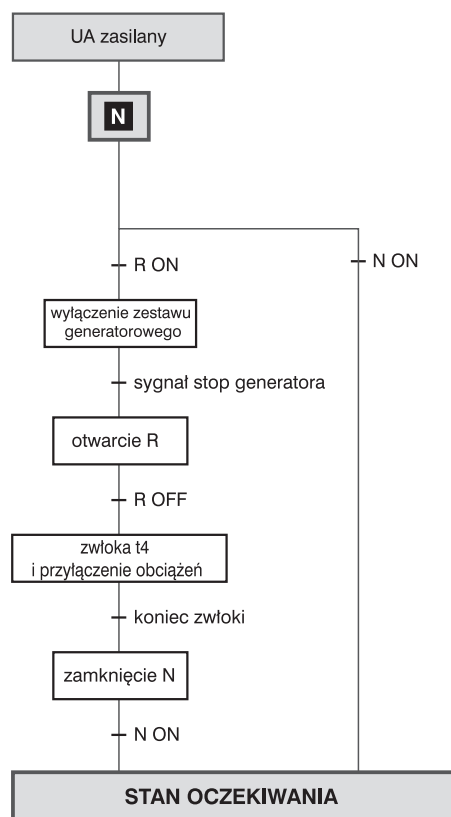 UA zasilany
N
R ON
N ON
wyłączenie zestawu
generatorowego
sygnał stop generatora
otwarcie R
R OFF
zwłoka t4
i przyłączenie obciążeń
koniec zwłoki
zamknięcie N
N ON
STAN OCZEKIWANIA